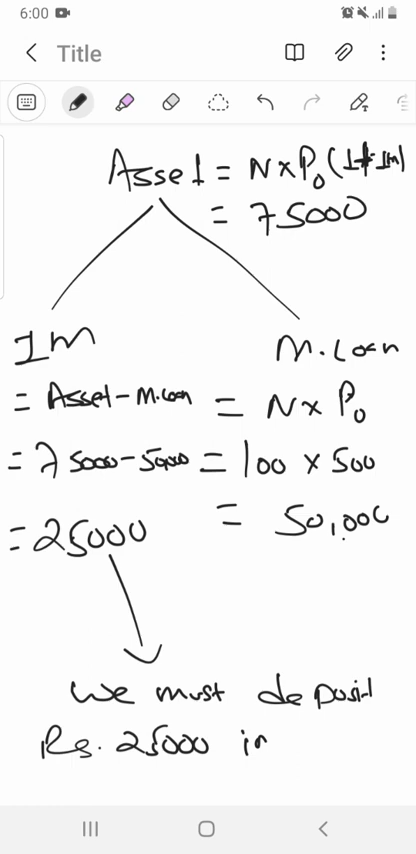 6:00
Title
Asset = N x P₀ (1+Im)
= 75000
IM
= Asset - M.Loan
= 75000 - 50000
= 25000
M. Loan
= N x P₀
= 100 x 500
= 50,000
We must deposit
Rs. 25000 in